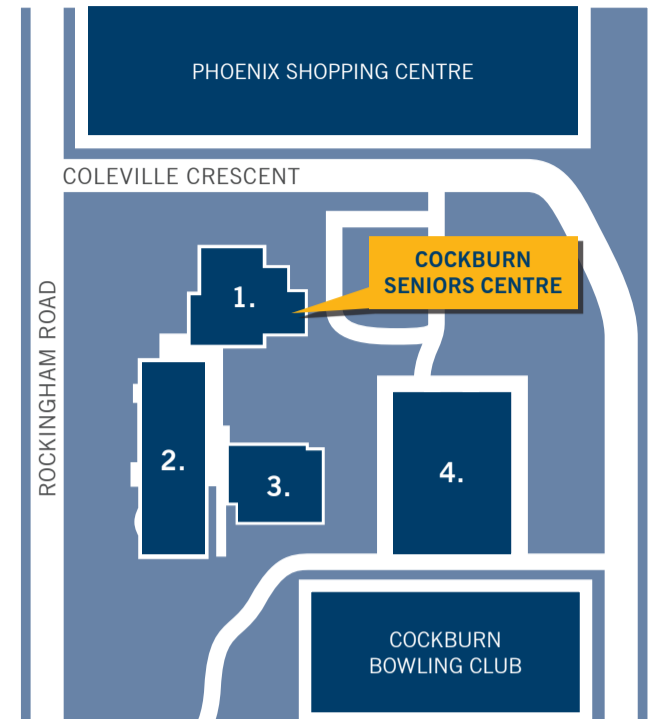 PHOENIX SHOPPING CENTRE
COLEVILLE CRESCENT
COCKBURN
SENIORS CENTRE
1.
ROCKINGHAM ROAD
2.
3.
4.
COCKBURN
BOWLING CLUB